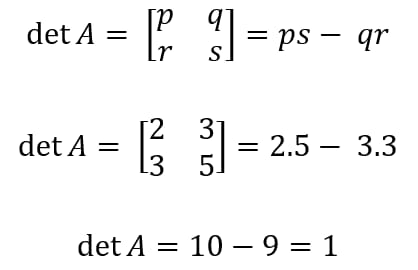 det A = [p q r s] = ps − qr
det A = [2 3 3 5] = 2.5 − 3.3
det A = 10 − 9 = 1